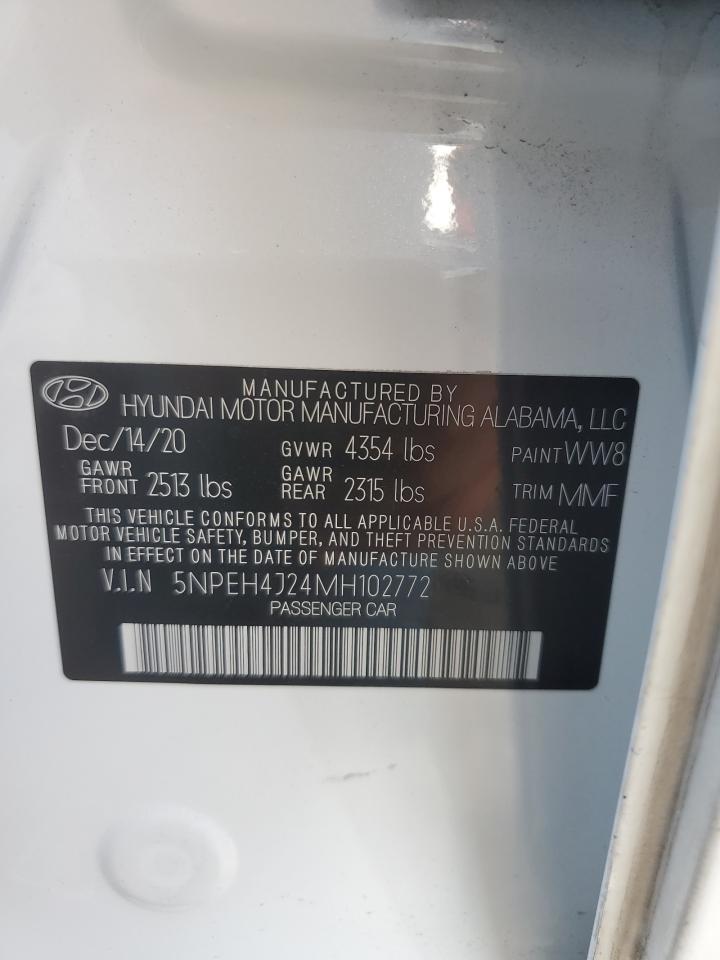 MANUFACTURED BY
HYUNDAI MOTOR MANUFACTURING ALABAMA, LLC
Dec/14/20 GVWR 4354 lbs PAINT WW8
GAWR FRONT 2513 lbs GAWR REAR 2315 lbs TRIM MMF
THIS VEHICLE CONFORMS TO ALL APPLICABLE U.S.A. FEDERAL
MOTOR VEHICLE SAFETY, BUMPER, AND THEFT PREVENTION STANDARDS
IN EFFECT ON THE DATE OF MANUFACTURE SHOWN ABOVE
V.I.N 5NPEH4J24MH102772
PASSENGER CAR